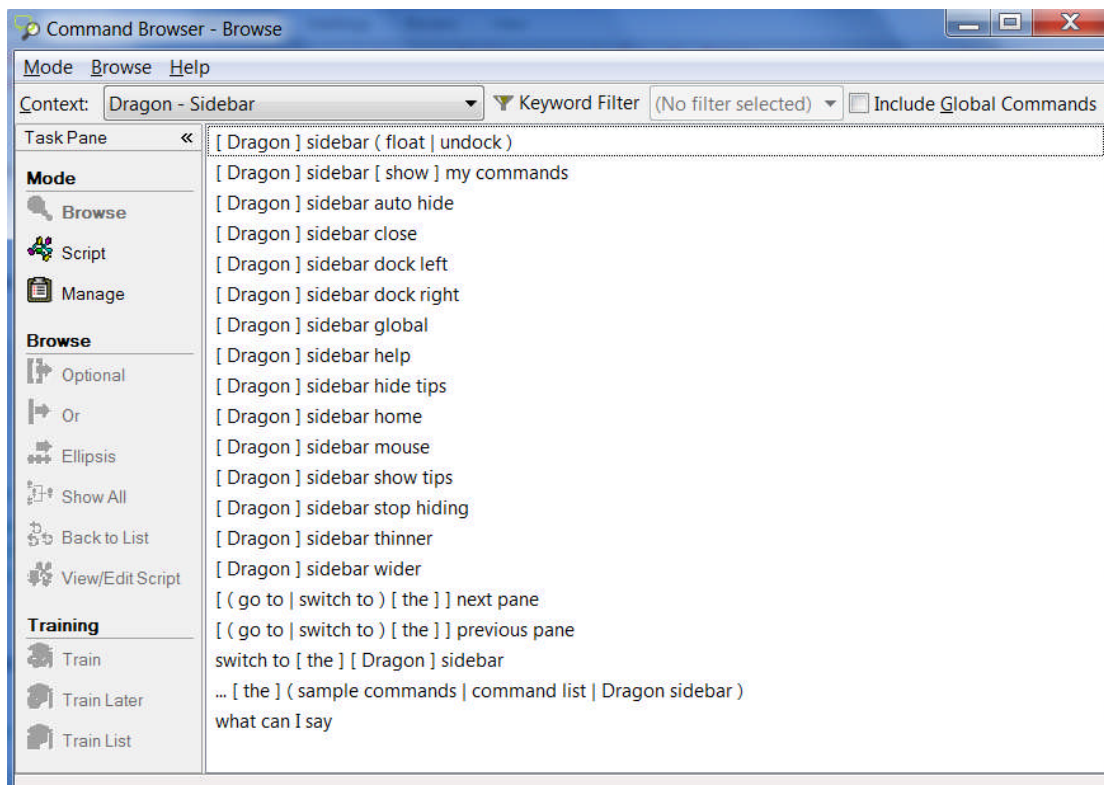 Command Browser - Browse
Mode Browse Help
Context: Dragon - Sidebar Keyword Filter (No filter selected) Include Global Commands
Task Pane «
Mode
Browse
Script
Manage
Browse
Optional
Or
Ellipsis
Show All
Back to List
View/Edit Script
Training
Train
Train Later
Train List
[ Dragon ] sidebar ( float | undock )
[ Dragon ] sidebar [ show ] my commands
[ Dragon ] sidebar auto hide
[ Dragon ] sidebar close
[ Dragon ] sidebar dock left
[ Dragon ] sidebar dock right
[ Dragon ] sidebar global
[ Dragon ] sidebar help
[ Dragon ] sidebar hide tips
[ Dragon ] sidebar home
[ Dragon ] sidebar mouse
[ Dragon ] sidebar show tips
[ Dragon ] sidebar stop hiding
[ Dragon ] sidebar thinner
[ Dragon ] sidebar wider
[ ( go to | switch to ) [ the ] ] next pane
[ ( go to | switch to ) [ the ] ] previous pane
switch to [ the ] [ Dragon ] sidebar
... [ the ] ( sample commands | command list | Dragon sidebar )
what can I say